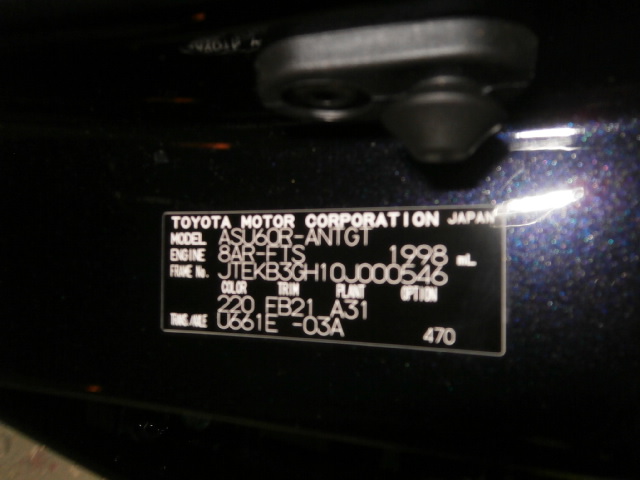 TOYOTA MOTOR CORPORATION JAPAN
MODEL ASU60R-ANTGT
ENGINE 8AR-FTS 1998 mL
FRAME No. JTEKB3GH10J000546
COLOR TRIM PLANT OPTION
220 EB21 A31
TRANS/AXLE U661E -03A
470